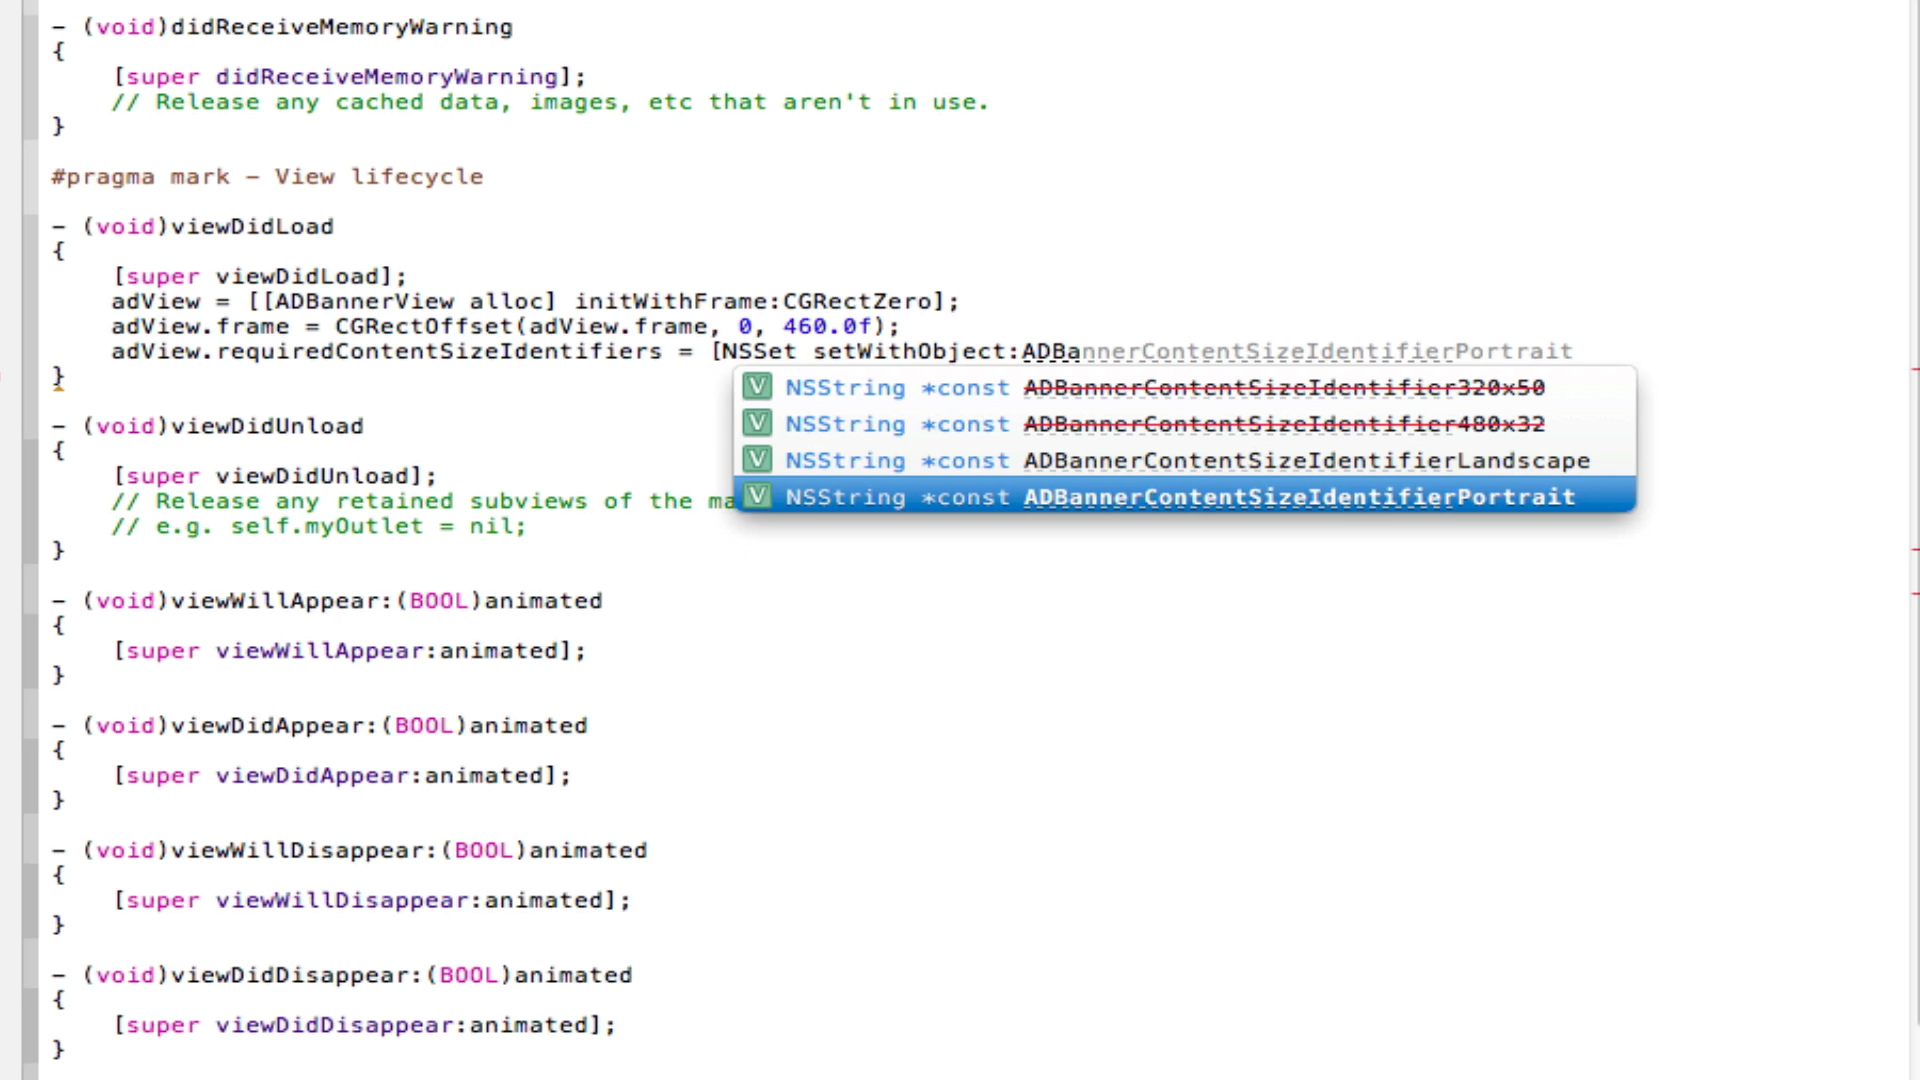 - (void)didReceiveMemoryWarning
{
    [super didReceiveMemoryWarning];
    // Release any cached data, images, etc that aren't in use.
}
#pragma mark - View lifecycle
- (void)viewDidLoad
{
    [super viewDidLoad];
    adView = [[ADBannerView alloc] initWithFrame:CGRectZero];
    adView.frame = CGRectOffset(adView.frame, 0, 460.0f);
    adView.requiredContentSizeIdentifiers = [NSSet setWithObject:ADBannerContentSizeIdentifierPortrait
}
V NSString *const ADBannerContentSizeIdentifier320x50
V NSString *const ADBannerContentSizeIdentifier480x32
V NSString *const ADBannerContentSizeIdentifierLandscape
V NSString *const ADBannerContentSizeIdentifierPortrait
- (void)viewDidUnload
{
    [super viewDidUnload];
    // Release any retained subviews of the ma
    // e.g. self.myOutlet = nil;
}
- (void)viewWillAppear:(BOOL)animated
{
    [super viewWillAppear:animated];
}
- (void)viewDidAppear:(BOOL)animated
{
    [super viewDidAppear:animated];
}
- (void)viewWillDisappear:(BOOL)animated
{
    [super viewWillDisappear:animated];
}
- (void)viewDidDisappear:(BOOL)animated
{
    [super viewDidDisappear:animated];
}